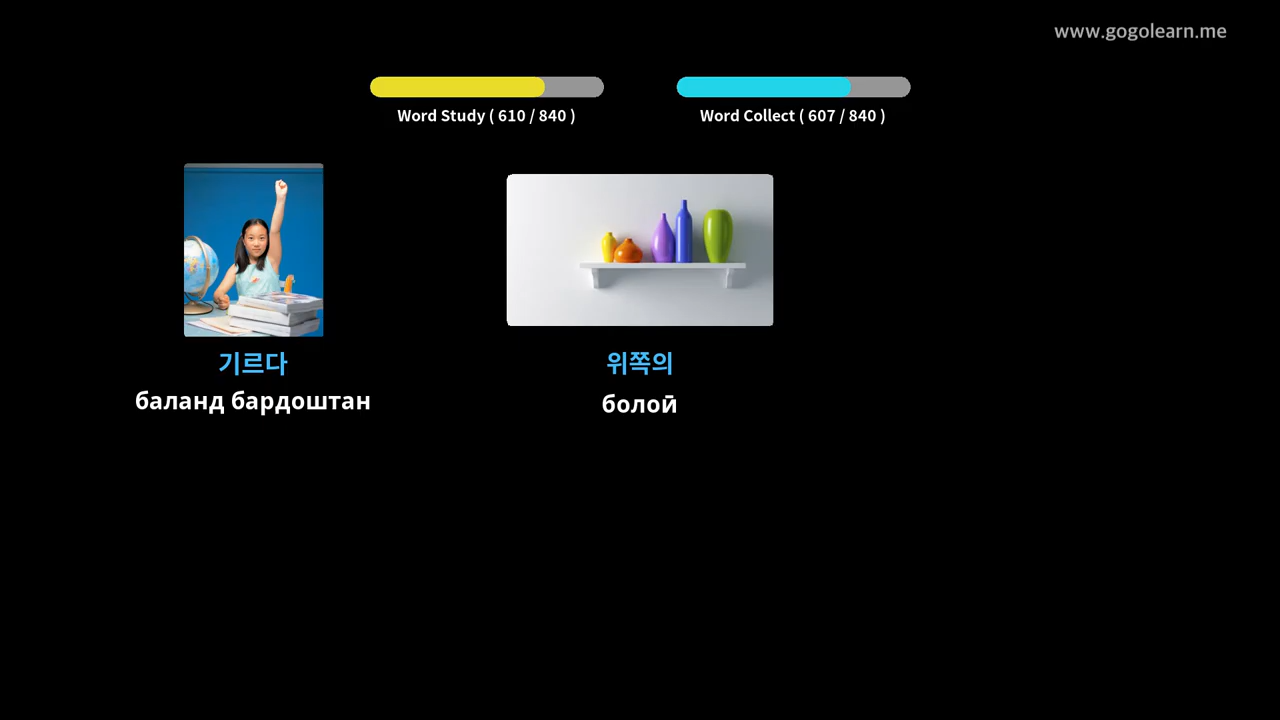 www.gogolearn.me
Word Study ( 610 / 840 )
Word Collect ( 607 / 840 )
기르다
баланд бардоштан
위쪽의
болоӣ